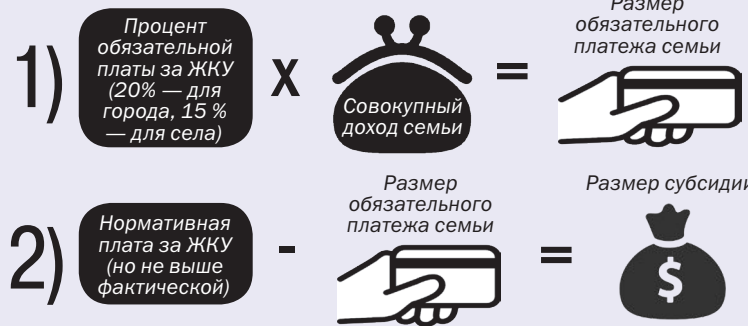 1)
Процент
обязательной
платы за ЖКУ
(20% — для
города, 15 %
— для села)
x
Совокупный
доход семьи
=
Размер
обязательного
платежа семьи
2)
Нормативная
плата за ЖКУ
(но не выше
фактической)
-
Размер
обязательного
платежа семьи
=
Размер субсидии
$